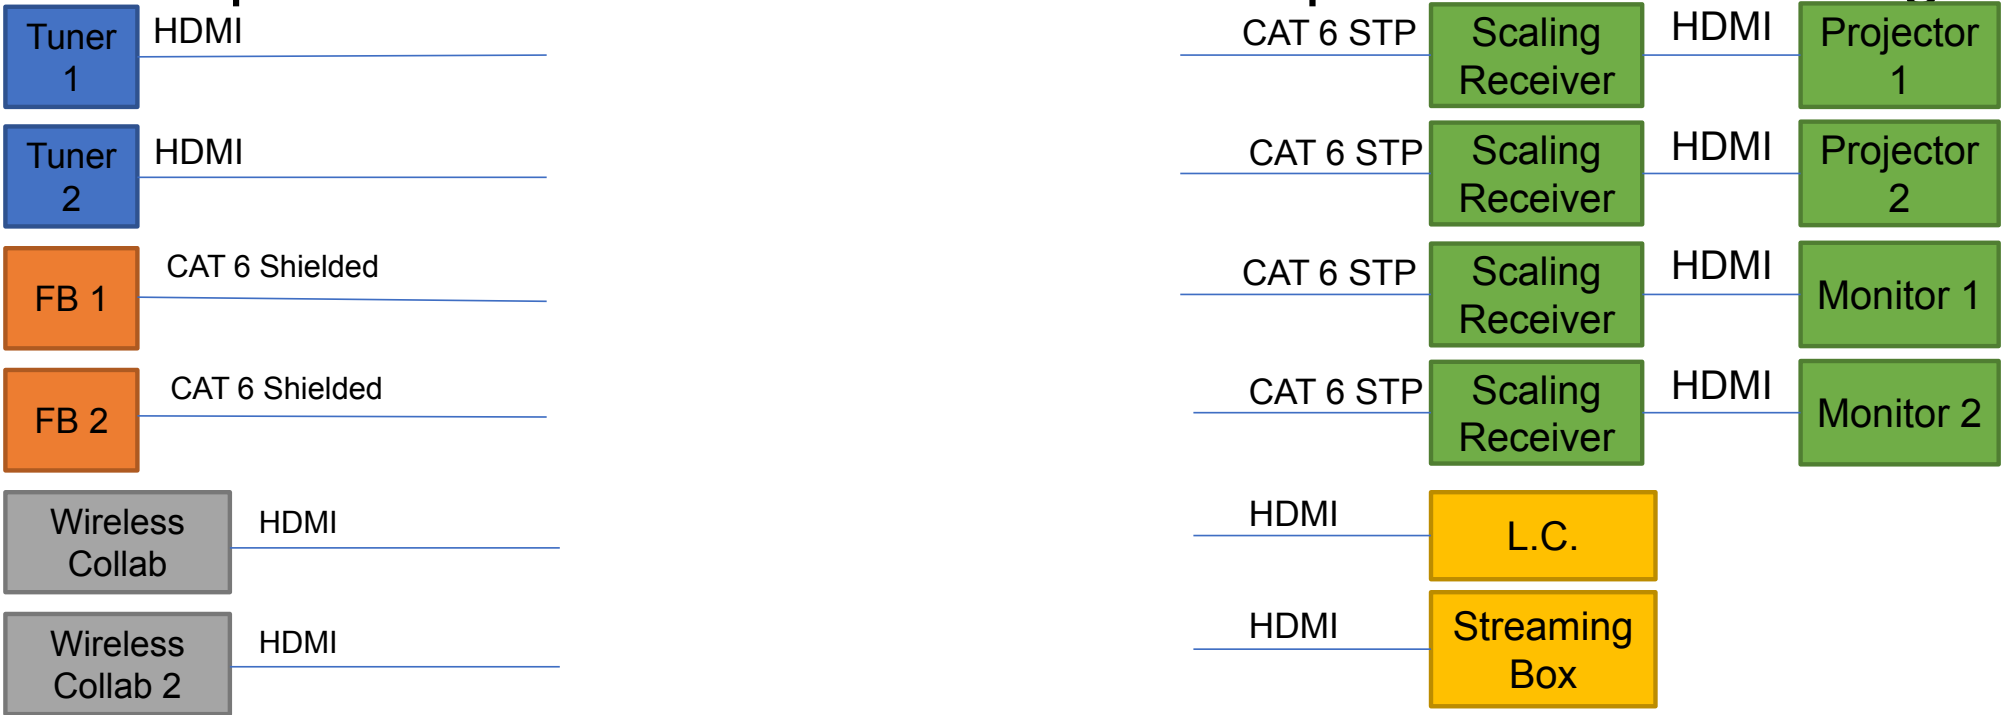 Tuner
1
HDMI
Tuner
2
HDMI
FB 1
CAT 6 Shielded
FB 2
CAT 6 Shielded
Wireless
Collab
HDMI
Wireless
Collab 2
HDMI
CAT 6 STP
Scaling
Receiver
HDMI
Projector
1
CAT 6 STP
Scaling
Receiver
HDMI
Projector
2
CAT 6 STP
Scaling
Receiver
HDMI
Monitor 1
CAT 6 STP
Scaling
Receiver
HDMI
Monitor 2
HDMI
L.C.
HDMI
Streaming
Box